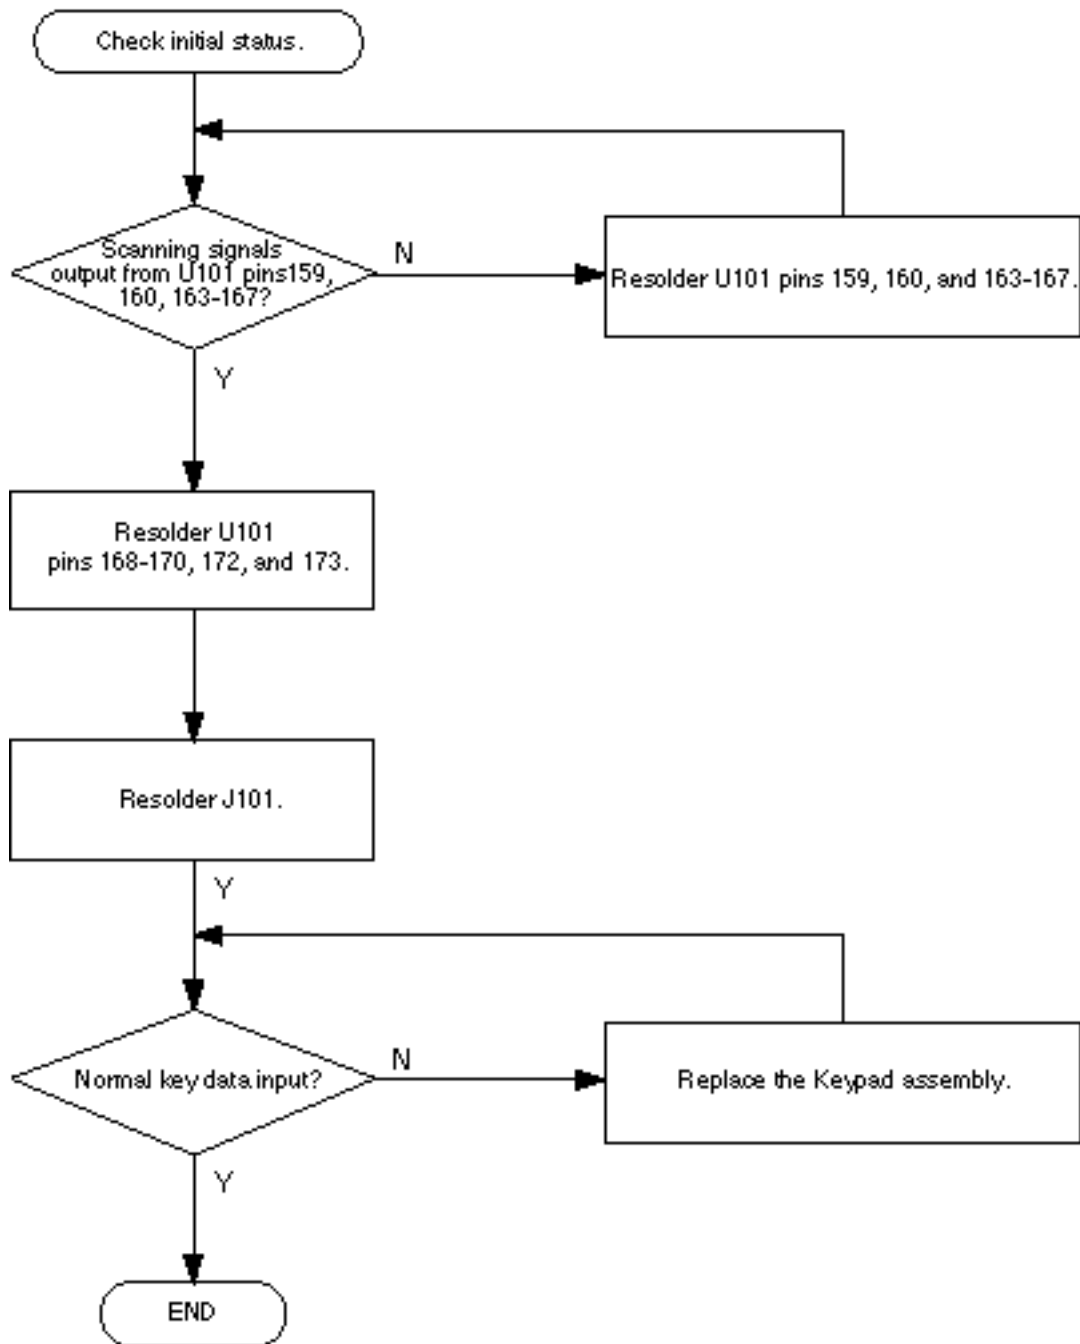 Check initial status.
Scanning signals
output from U101 pins159,
160, 163-167?
N
Resolder U101 pins 159, 160, and 163-167.
Y
Resolder U101
pins 168-170, 172, and 173.
Resolder J101.
Y
Normal key data input?
N
Replace the Keypad assembly.
Y
END